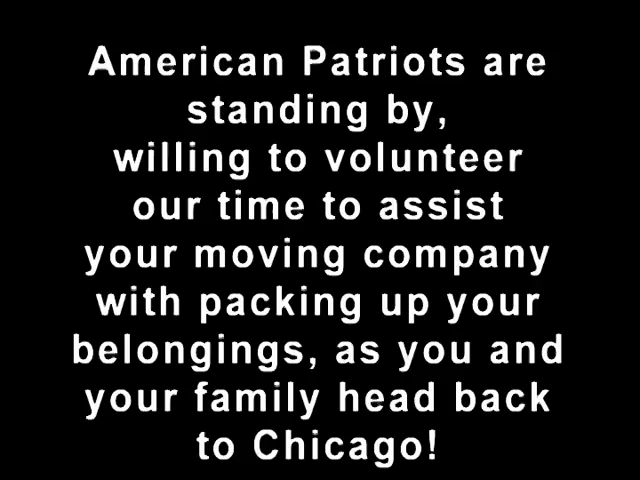 American Patriots are
standing by,
willing to volunteer
our time to assist
your moving company
with packing up your
belongings, as you and
your family head back
to Chicago!